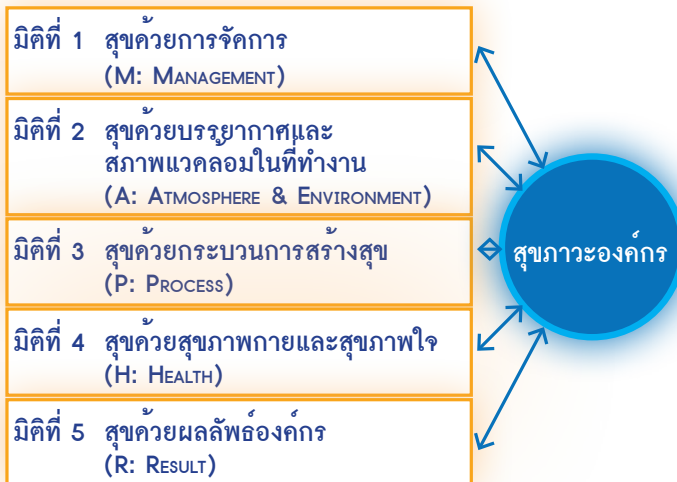 มิติที่ 1 สุขด้วยการจัดการ
(M: MANAGEMENT)
มิติที่ 2 สุขด้วยบรรยากาศและ
สภาพแวดล้อมในที่ทำงาน
(A: ATMOSPHERE & ENVIRONMENT)
มิติที่ 3 สุขด้วยกระบวนการสร้างสุข
(P: PROCESS)
มิติที่ 4 สุขด้วยสุขภาพกายและสุขภาพใจ
(H: HEALTH)
มิติที่ 5 สุขด้วยผลลัพธ์องค์กร
(R: RESULT)
สุขภาวะองค์กร